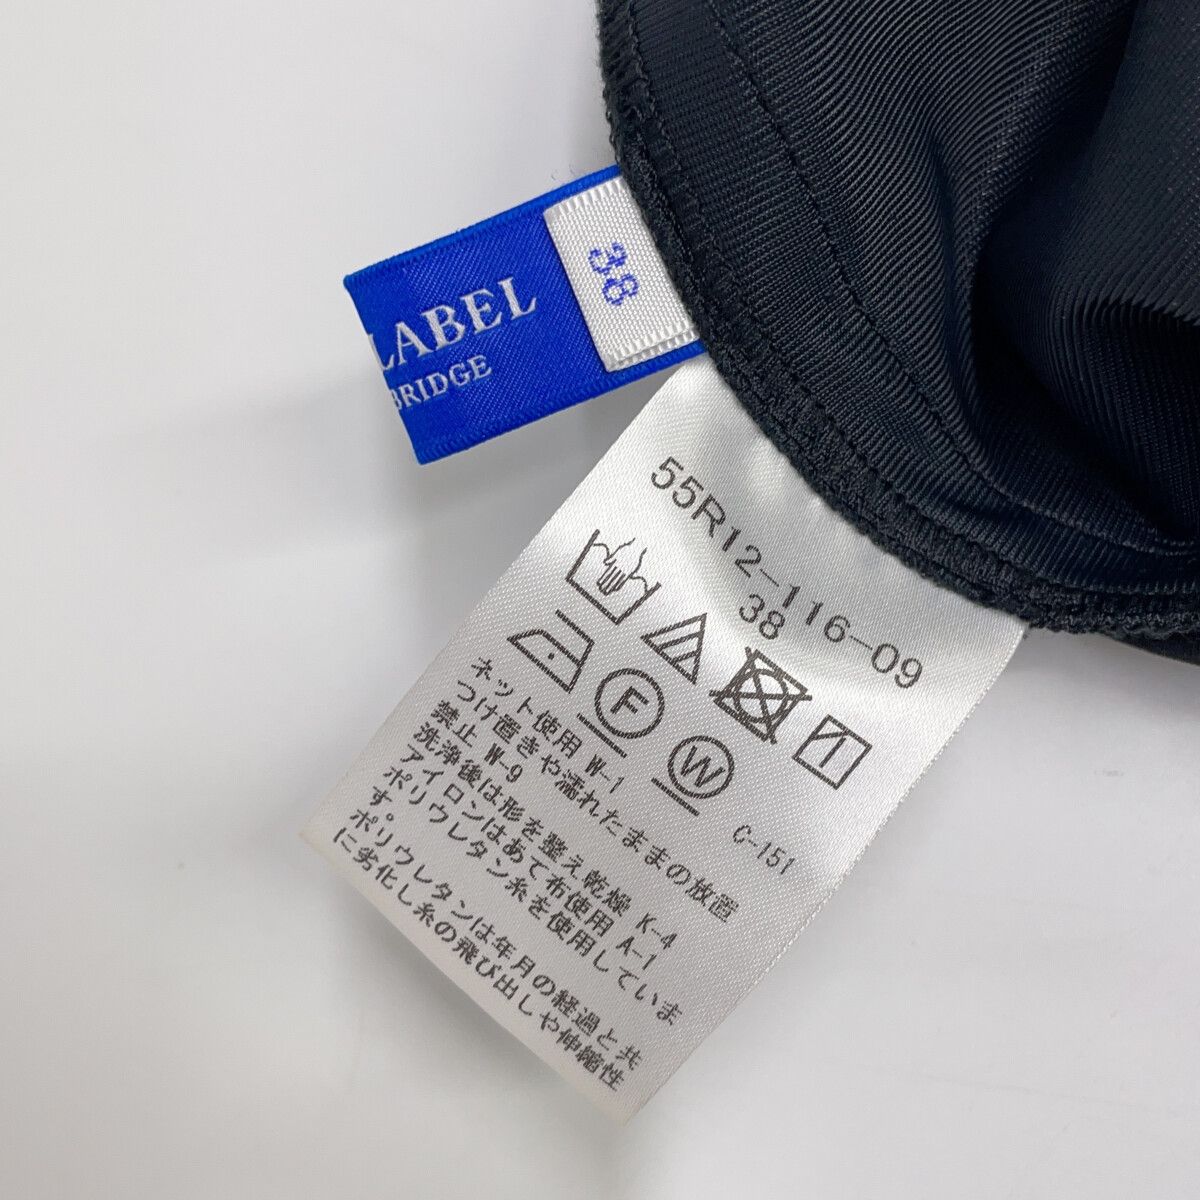 LABEL
BRIDGE
38
55R12-116-09
38
F
W
C-151
ネット使用 W-1
つけ置きや濡れたままの放置
禁止 W-9
洗浄後は形を整え乾燥 K-4
アイロンはあて布使用 A-1
ポリウレタン糸を使用していま
す。
ポリウレタンは年月の経過と共
に劣化し糸の飛び出しや伸縮性